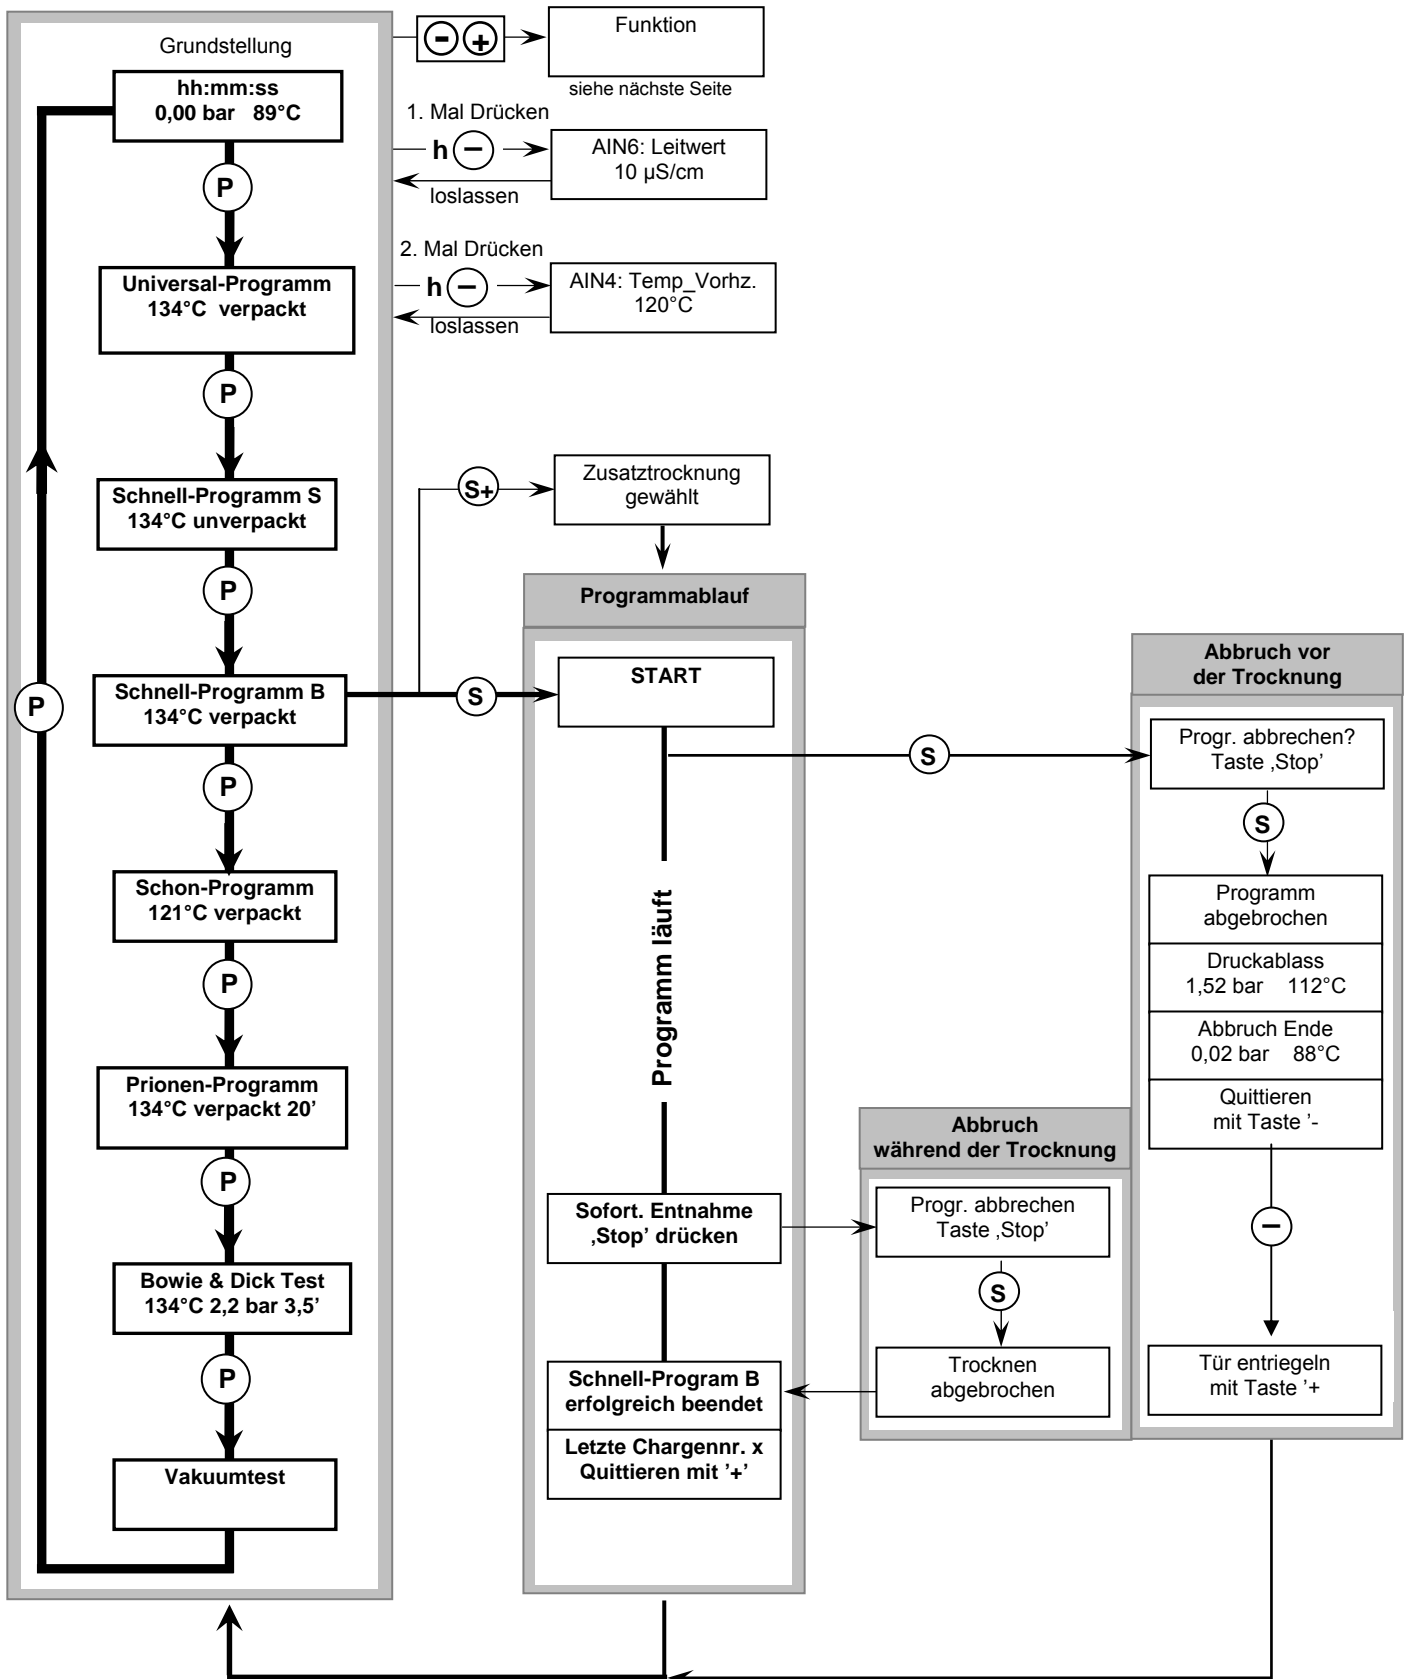 Grundstellung
hh:mm:ss
0,00 bar 89°C
P
Universal-Programm
134°C verpackt
P
Schnell-Programm S
134°C unverpackt
P
Schnell-Programm B
134°C verpackt
P
P
Schon-Programm
121°C verpackt
P
Prionen-Programm
134°C verpackt 20’
P
Bowie & Dick Test
134°C 2,2 bar 3,5’
P
Vakuumtest
- +
Funktion
siehe nächste Seite
1. Mal Drücken
h −
loslassen
AIN6: Leitwert
10 µS/cm
2. Mal Drücken
h −
loslassen
AIN4: Temp_Vorhz.
120°C
S+
Zusatztrocknung
gewählt
S
Programmablauf
START
Programm läuft
Sofort. Entnahme
‚Stop’ drücken
Schnell-Program B
erfolgreich beendet
Letzte Chargennr. x
Quittieren mit ’+’
S
Abbruch
während der Trocknung
Progr. abbrechen
Taste ‚Stop’
S
Trocknen
abgebrochen
Abbruch vor
der Trocknung
Progr. abbrechen?
Taste ‚Stop’
S
Programm
abgebrochen
Druckablass
1,52 bar 112°C
Abbruch Ende
0,02 bar 88°C
Quittieren
mit Taste ’-
−
Tür entriegeln
mit Taste ’+